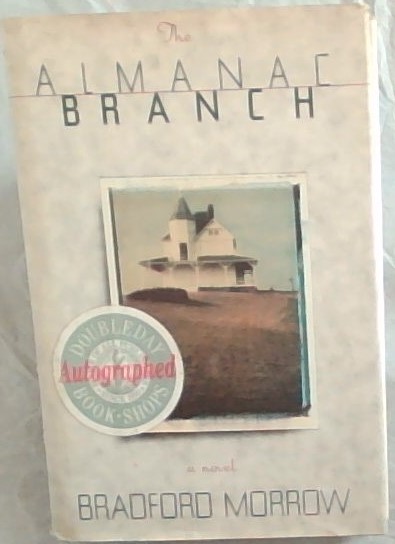 The
ALMANAC
BRANCH
DOUBLEDAY
Autographed
BOOK·SHOPS
a novel
BRADFORD MORROW